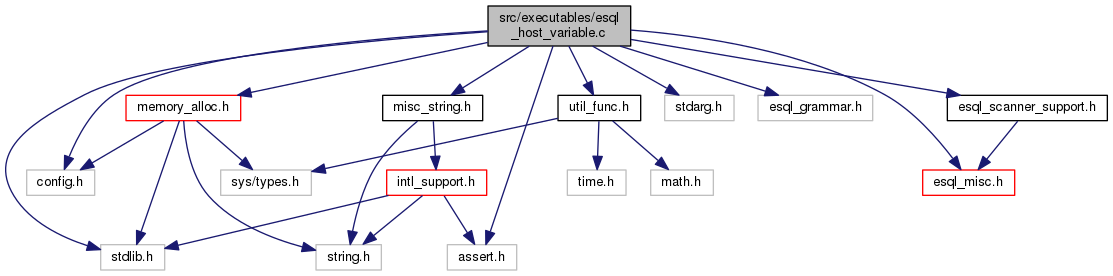 src/executables/esql
_host_variable.c
memory_alloc.h
misc_string.h
util_func.h
stdarg.h
esql_grammar.h
esql_scanner_support.h
config.h
sys/types.h
intl_support.h
time.h
math.h
esql_misc.h
stdlib.h
string.h
assert.h